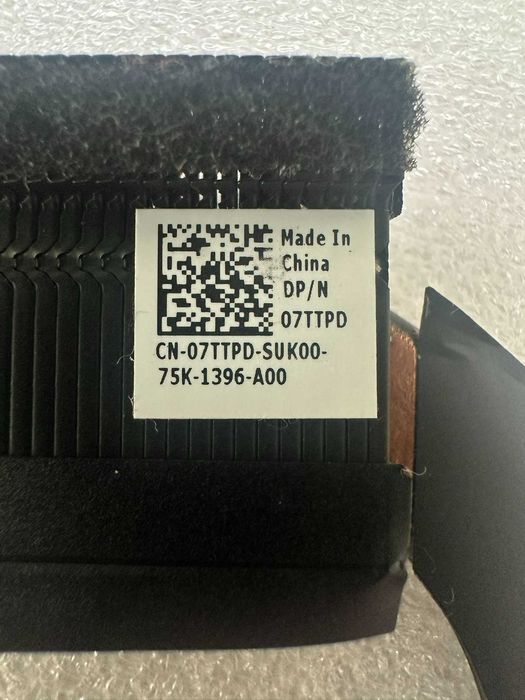 Made In
China
DP/N
07TTPD
CN-07TTPD-SUK00-
75K-1396-A00